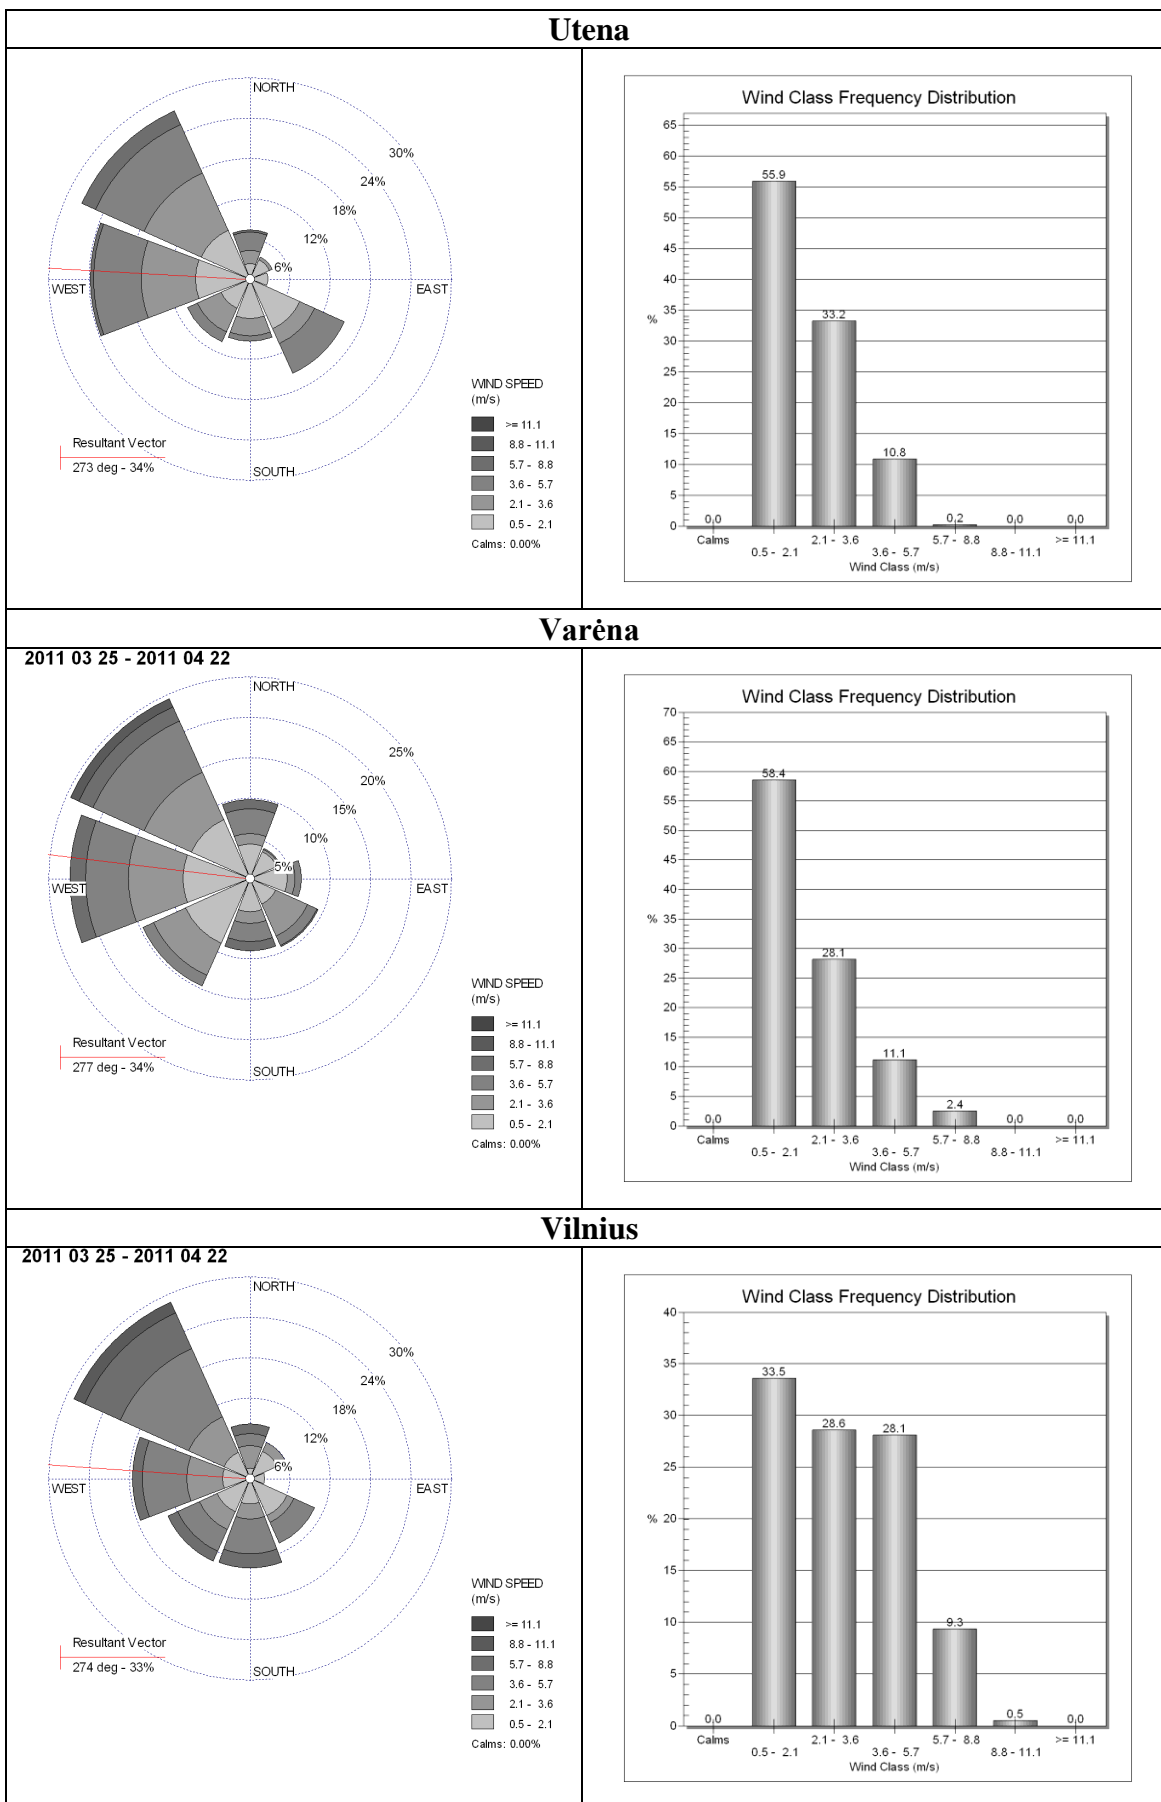 Utena
NORTH
30%
24%
18%
12%
6%
WEST
EAST
SOUTH
Resultant Vector
273 deg - 34%
WIND SPEED
(m/s)
>= 11.1
8.8 - 11.1
5.7 - 8.8
3.6 - 5.7
2.1 - 3.6
0.5 - 2.1
Calms: 0.00%
Wind Class Frequency Distribution
65
60
55
50
45
40
35
30
25
20
15
10
5
0
%
0,0
55.9
33.2
10.8
0.2
0,0
0,0
Calms
0.5 - 2.1
2.1 - 3.6
3.6 - 5.7
5.7 - 8.8
8.8 - 11.1
>= 11.1
Wind Class (m/s)
Varėna
2011 03 25 - 2011 04 22
NORTH
25%
20%
15%
10%
5%
WEST
EAST
SOUTH
Resultant Vector
277 deg - 34%
WIND SPEED
(m/s)
>= 11.1
8.8 - 11.1
5.7 - 8.8
3.6 - 5.7
2.1 - 3.6
0.5 - 2.1
Calms: 0.00%
Wind Class Frequency Distribution
70
65
60
55
50
45
40
35
30
25
20
15
10
5
0
%
0,0
58.4
28.1
11.1
2.4
0,0
0,0
Calms
0.5 - 2.1
2.1 - 3.6
3.6 - 5.7
5.7 - 8.8
8.8 - 11.1
>= 11.1
Wind Class (m/s)
Vilnius
2011 03 25 - 2011 04 22
NORTH
30%
24%
18%
12%
6%
WEST
EAST
SOUTH
Resultant Vector
274 deg - 33%
WIND SPEED
(m/s)
>= 11.1
8.8 - 11.1
5.7 - 8.8
3.6 - 5.7
2.1 - 3.6
0.5 - 2.1
Calms: 0.00%
Wind Class Frequency Distribution
40
35
30
25
20
15
10
5
0
%
0,0
33.5
28.6
28.1
9.3
0.5
0,0
Calms
0.5 - 2.1
2.1 - 3.6
3.6 - 5.7
5.7 - 8.8
8.8 - 11.1
>= 11.1
Wind Class (m/s)